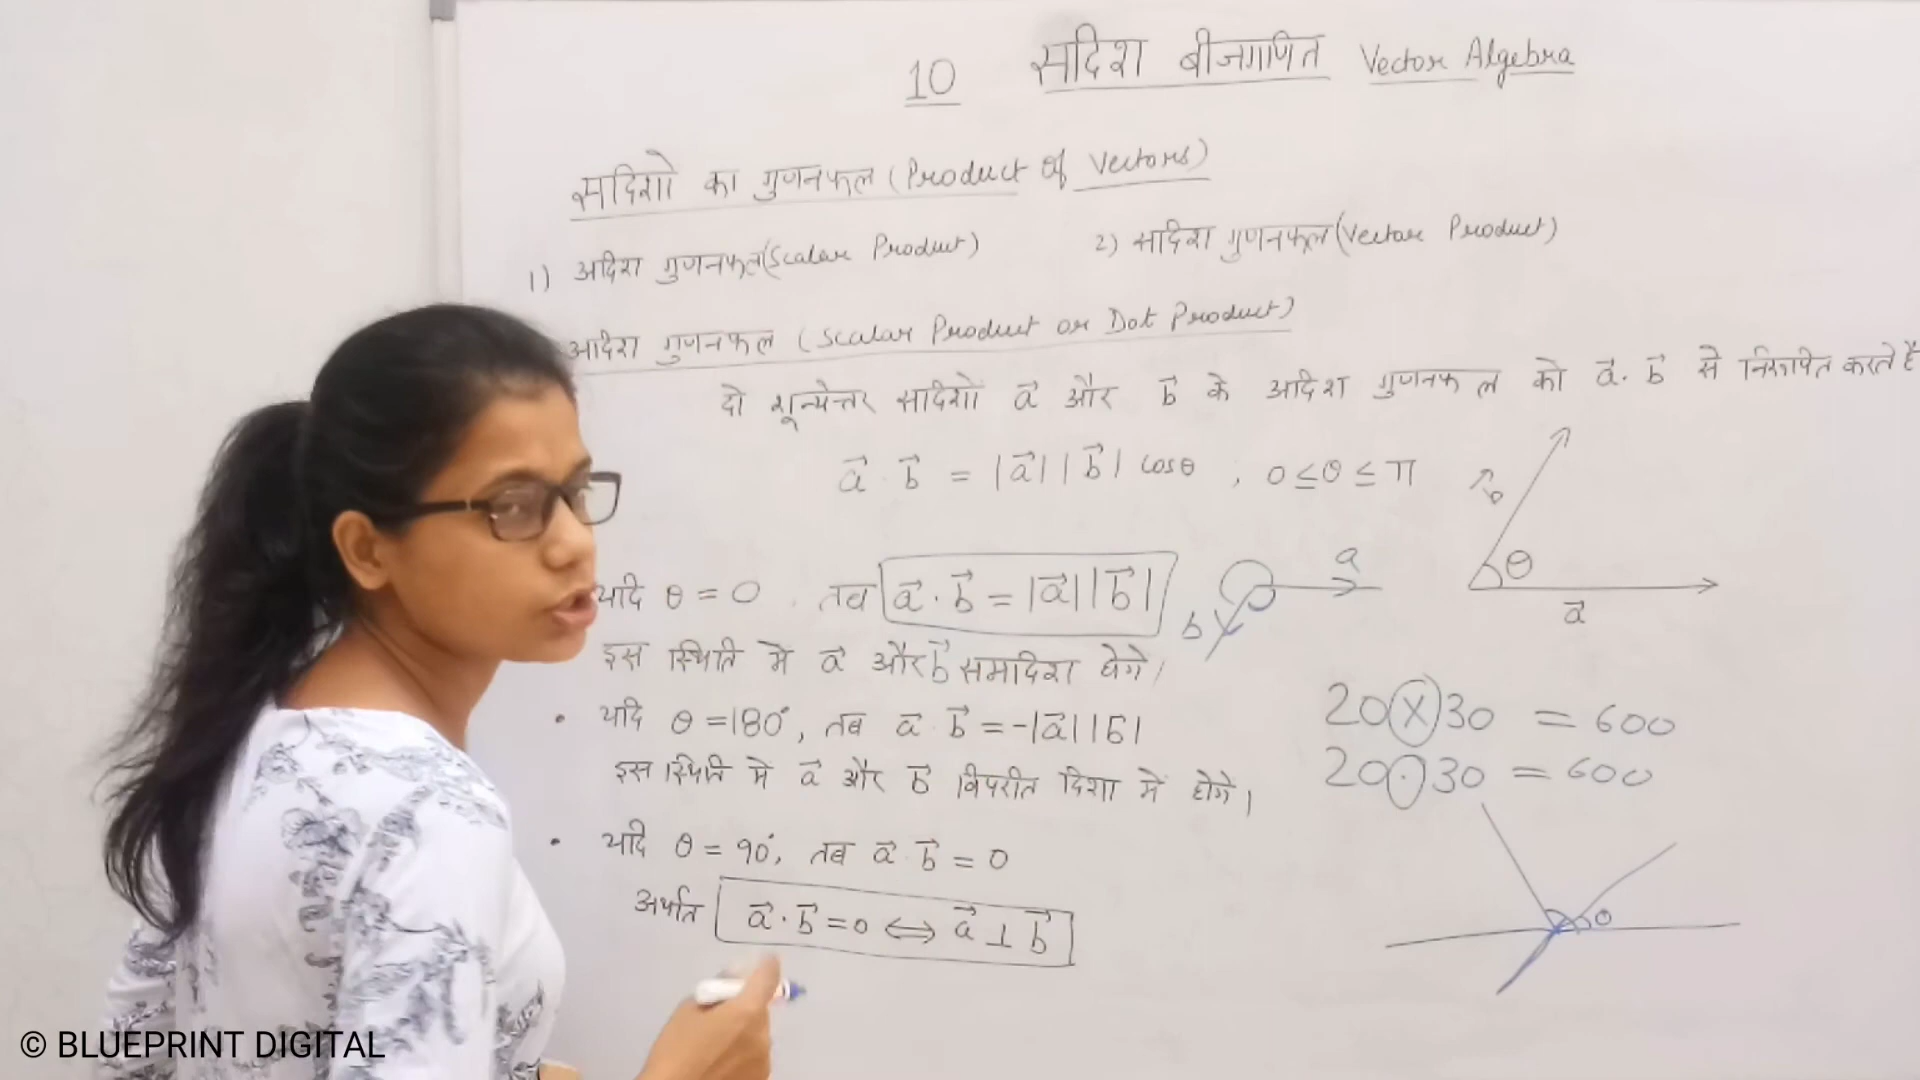 10 सदिश बीजगणित Vector Algebra
सदिशो का गुणनफल (Product of Vectors)
1) अदिश गुणनफल(Scalar Product) 2) सदिश गुणनफल(Vector Product)
अदिश गुणनफल (Scalar Product or Dot Product)
दो शून्येत्तर सदिशों a⃗ और b⃗ के अदिश गुणनफल को a⃗. b⃗ से निरूपित करते है
a⃗ . b⃗ = |a⃗| |b⃗| cosθ , 0 ≤ θ ≤ π
b⃗
θ
a⃗
यदि θ = 0 . तब a⃗ . b⃗ = |a⃗| |b⃗|
a
b
इस स्थिति मे a⃗ और b⃗ समादिश होगे।
• यदि θ =180°, तब a⃗ . b⃗ = -|a⃗| |b⃗|
इस स्थिति मे a⃗ और b⃗ विपरीत दिशा में होगे।
20 × 30 = 600
20 . 30 = 600
• यदि θ = 90°, तब a⃗ . b⃗ = 0
अर्थात a⃗ . b⃗ = 0 ⟺ a⃗ ⊥ b⃗
θ
© BLUEPRINT DIGITAL